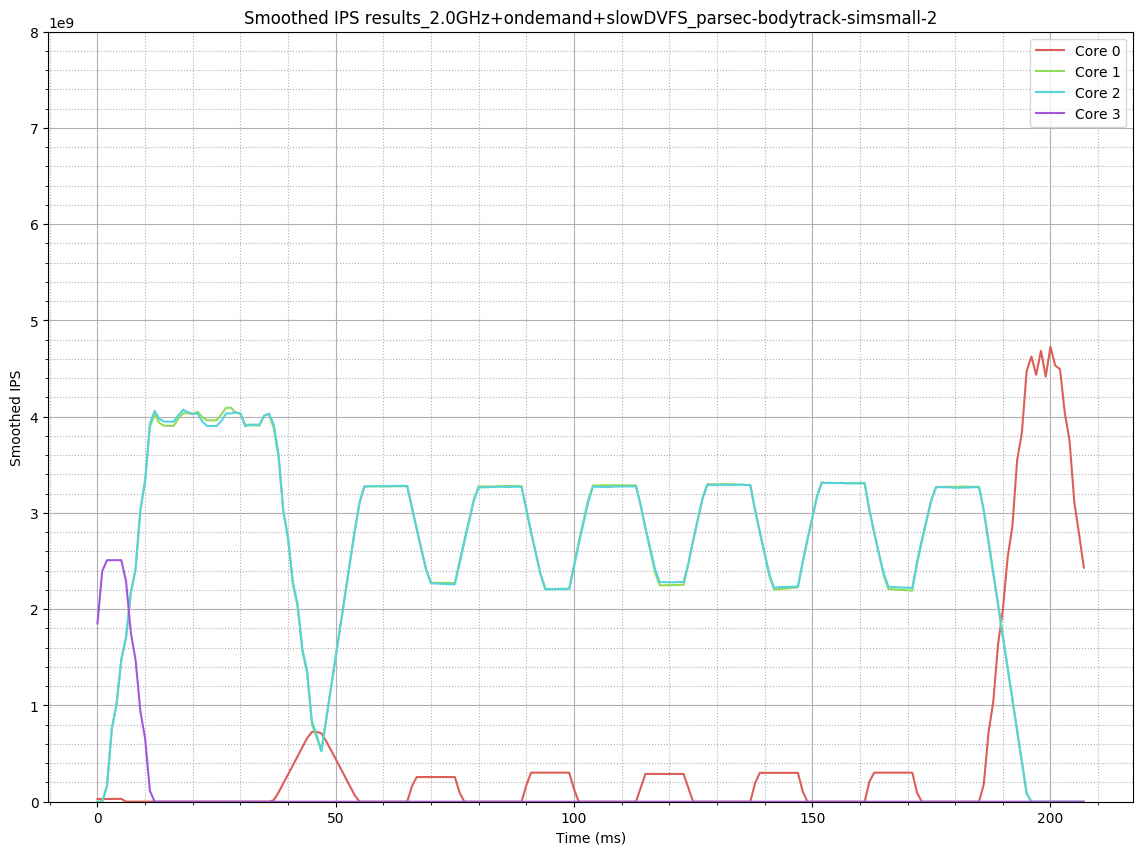 Smoothed IPS results_2.0GHz+ondemand+slowDVFS_parsec-bodytrack-simsmall-2
1e9
8
7
6
5
4
3
2
1
0
Smoothed IPS
Core 0
Core 1
Core 2
Core 3
0
50
100
150
200
Time (ms)